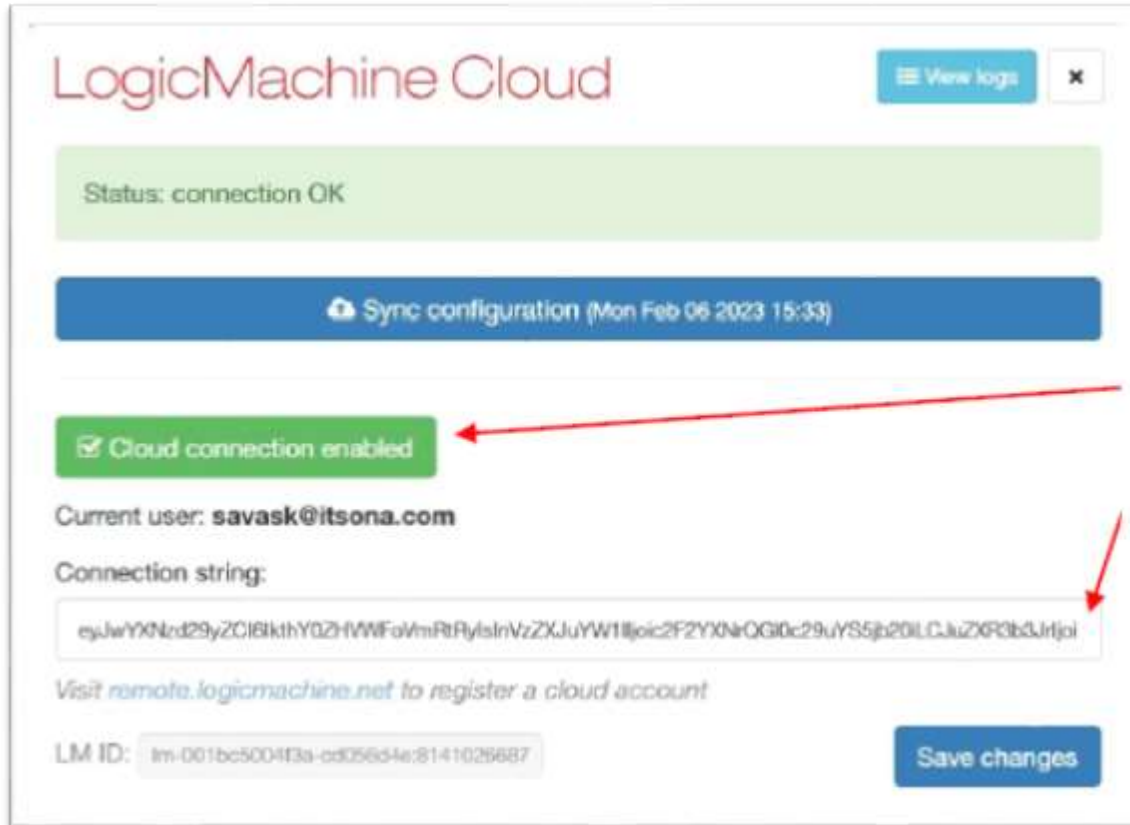 LogicMachine Cloud
View logs
Status: connection OK
Sync configuration (Mon Feb 06 2023 15:33)
Cloud connection enabled
Current user: savask@itsona.com
Connection string:
Visit remote.logicmachine.net to register a cloud account
LM ID:
Save changes